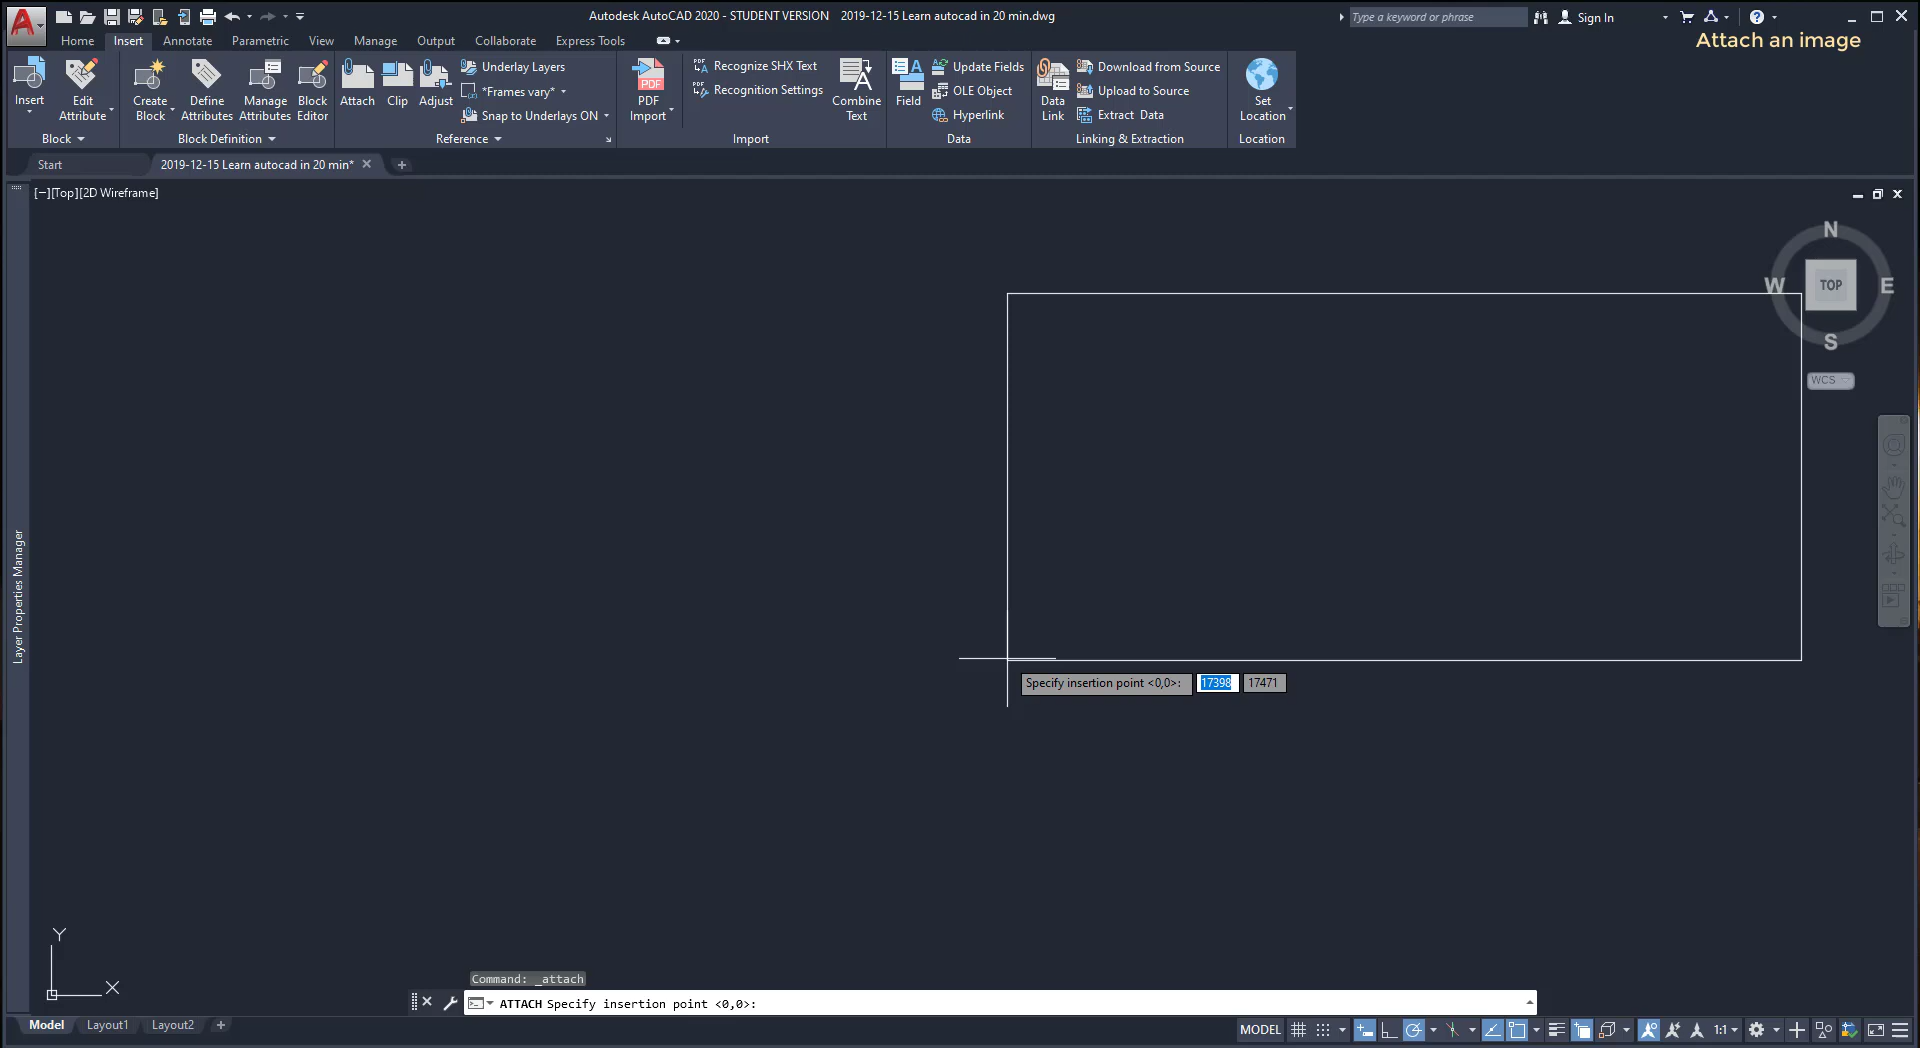 Autodesk AutoCAD 2020 - STUDENT VERSION 2019-12-15 Learn autocad in 20 min.dwg
Type a keyword or phrase
Sign In
Attach an image
Home Insert Annotate Parametric View Manage Output Collaborate Express Tools
Insert
Edit
Attribute
Block
Create
Block
Define
Attributes
Manage
Attributes
Block
Editor
Block Definition
Attach
Clip
Adjust
Underlay Layers
*Frames vary*
Snap to Underlays ON
Reference
PDF
PDF
Import
PDF
Recognize SHX Text
PDF
Recognition Settings
Combine
Text
Import
Field
Update Fields
OLE Object
Hyperlink
Data
Data
Link
Download from Source
Upload to Source
Extract Data
Linking & Extraction
Set
Location
Location
Start
2019-12-15 Learn autocad in 20 min*
[−][Top][2D Wireframe]
N
W
TOP
E
S
WCS
Layer Properties Manager
Specify insertion point <0,0>: 17398 17471
Y
X
Command: _attach
ATTACH Specify insertion point <0,0>:
Model Layout1 Layout2
MODEL
1:1